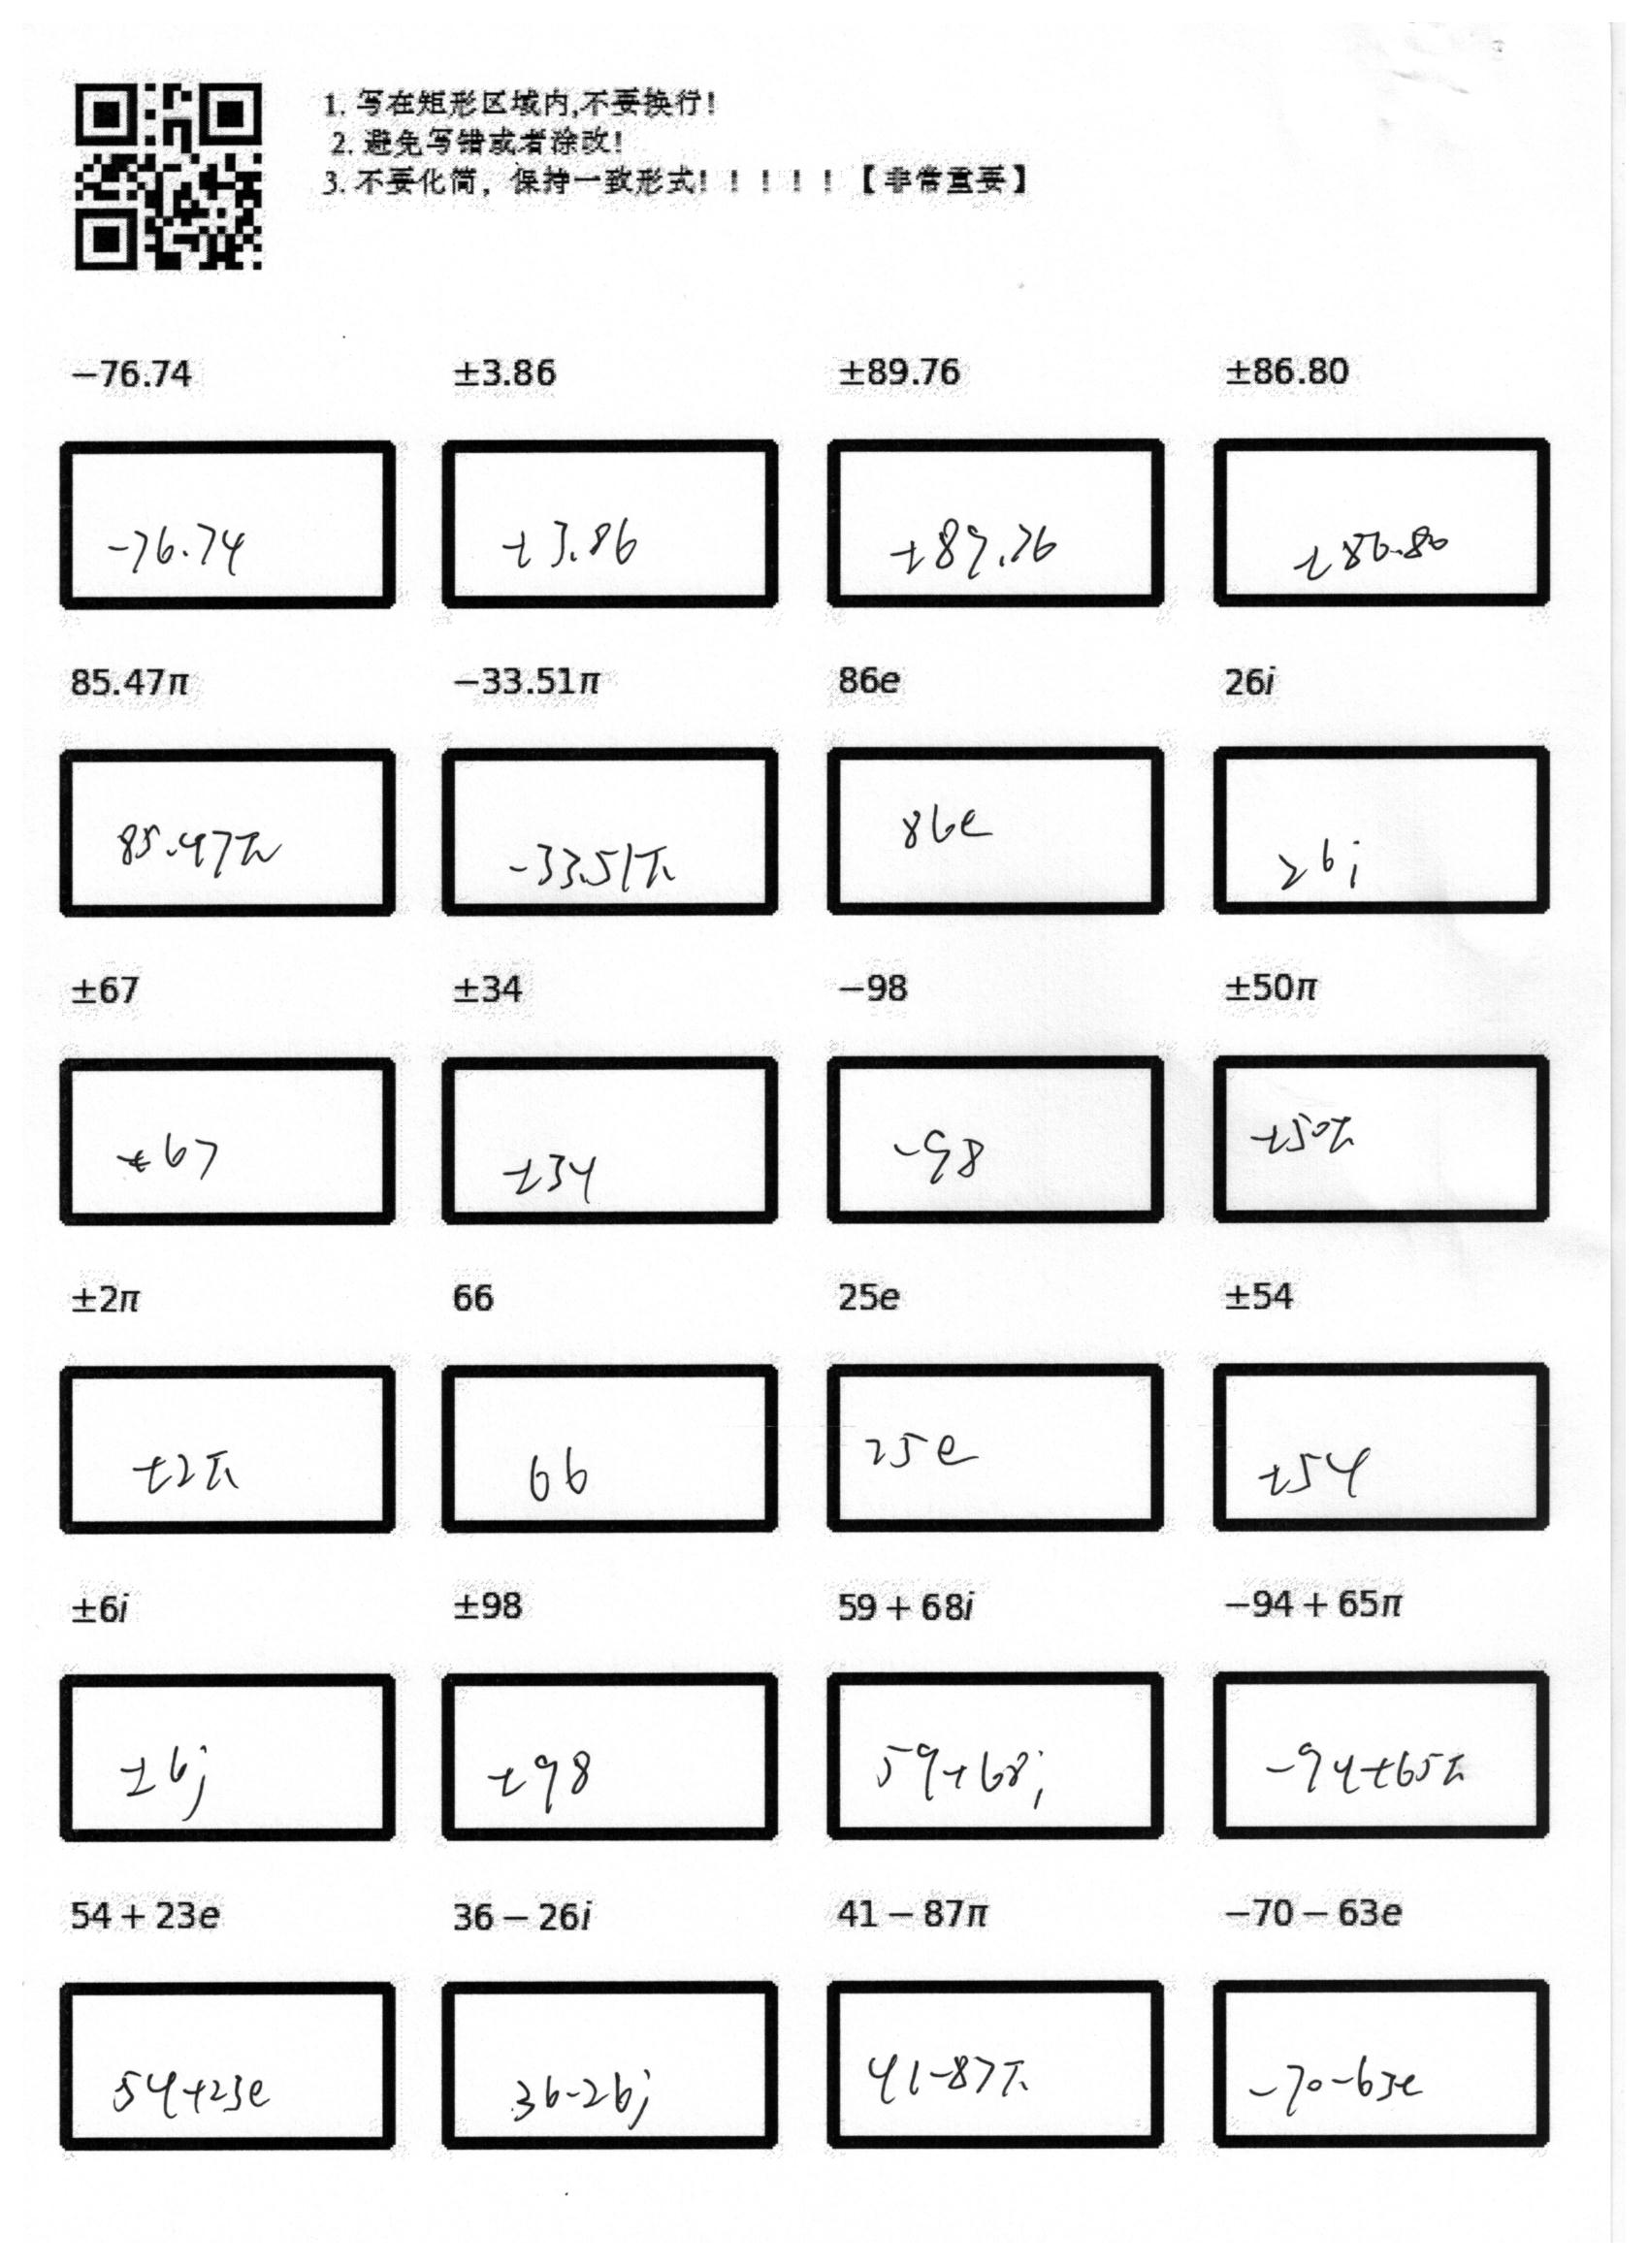 1. 写在矩形区域内,不要换行!
2. 避免写错或者涂改!
3. 不要化简，保持一致形式！！！！！【非常重要】
−76.74 ±3.86 ±89.76 ±86.80
-76.74 ±3.86 ±89.76 ±86.80
85.47π −33.51π 86e 26i
85.47π -33.51π 86e 26i
±67 ±34 −98 ±50π
±67 ±34 -98 ±50π
±2π 66 25e ±54
±2π 66 25e ±54
±6i ±98 59+68i −94+65π
±6j ±98 59+68i -94+65π
54+23e 36−26i 41−87π −70−63e
54+23e 36-26j 41-87π -70-63e